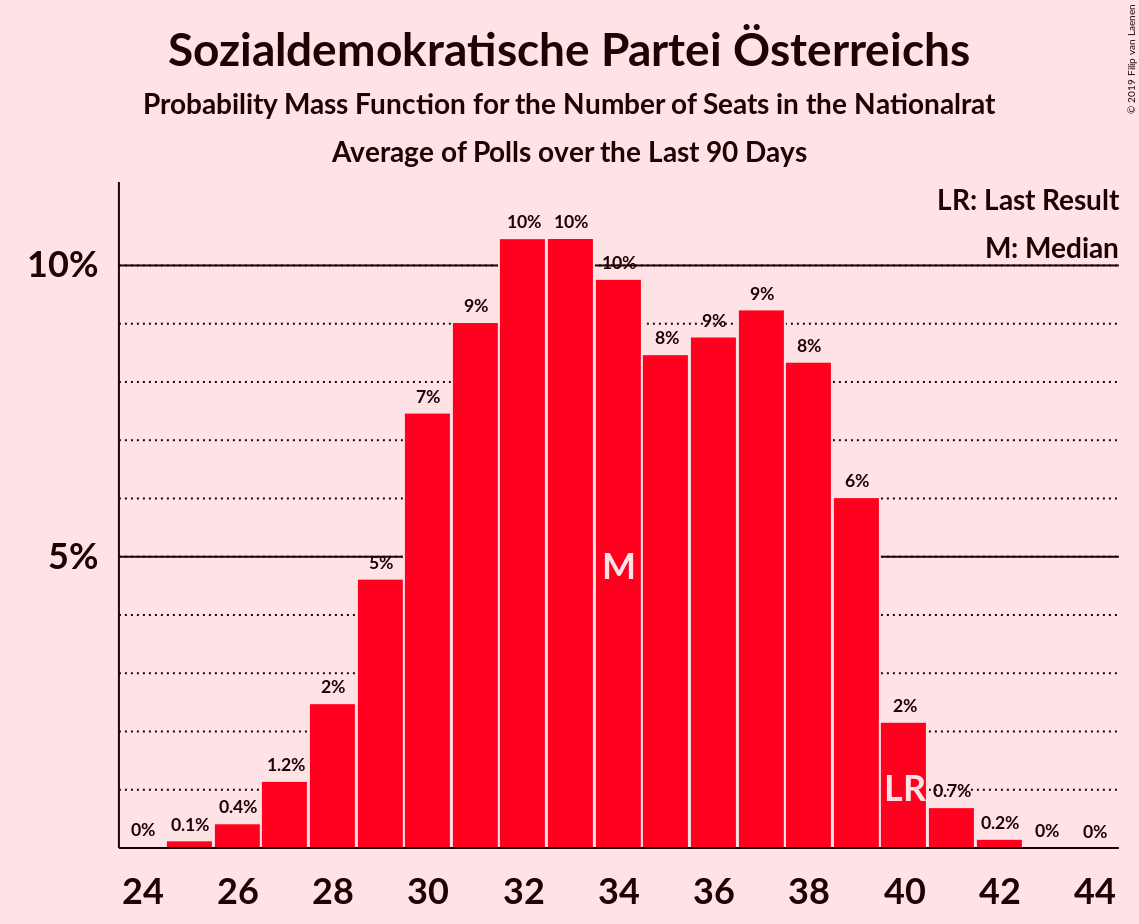 Sozialdemokratische Partei Österreichs
Probability Mass Function for the Number of Seats in the Nationalrat
Average of Polls over the Last 90 Days
© 2019 Filip van Laenen
LR: Last Result
M: Median
10%
5%
0%
0.1%
0.4%
1.2%
2%
5%
7%
9%
10%
10%
10%
8%
9%
9%
8%
6%
2%
0.7%
0.2%
0%
0%
M
LR
24 26 28 30 32 34 36 38 40 42 44